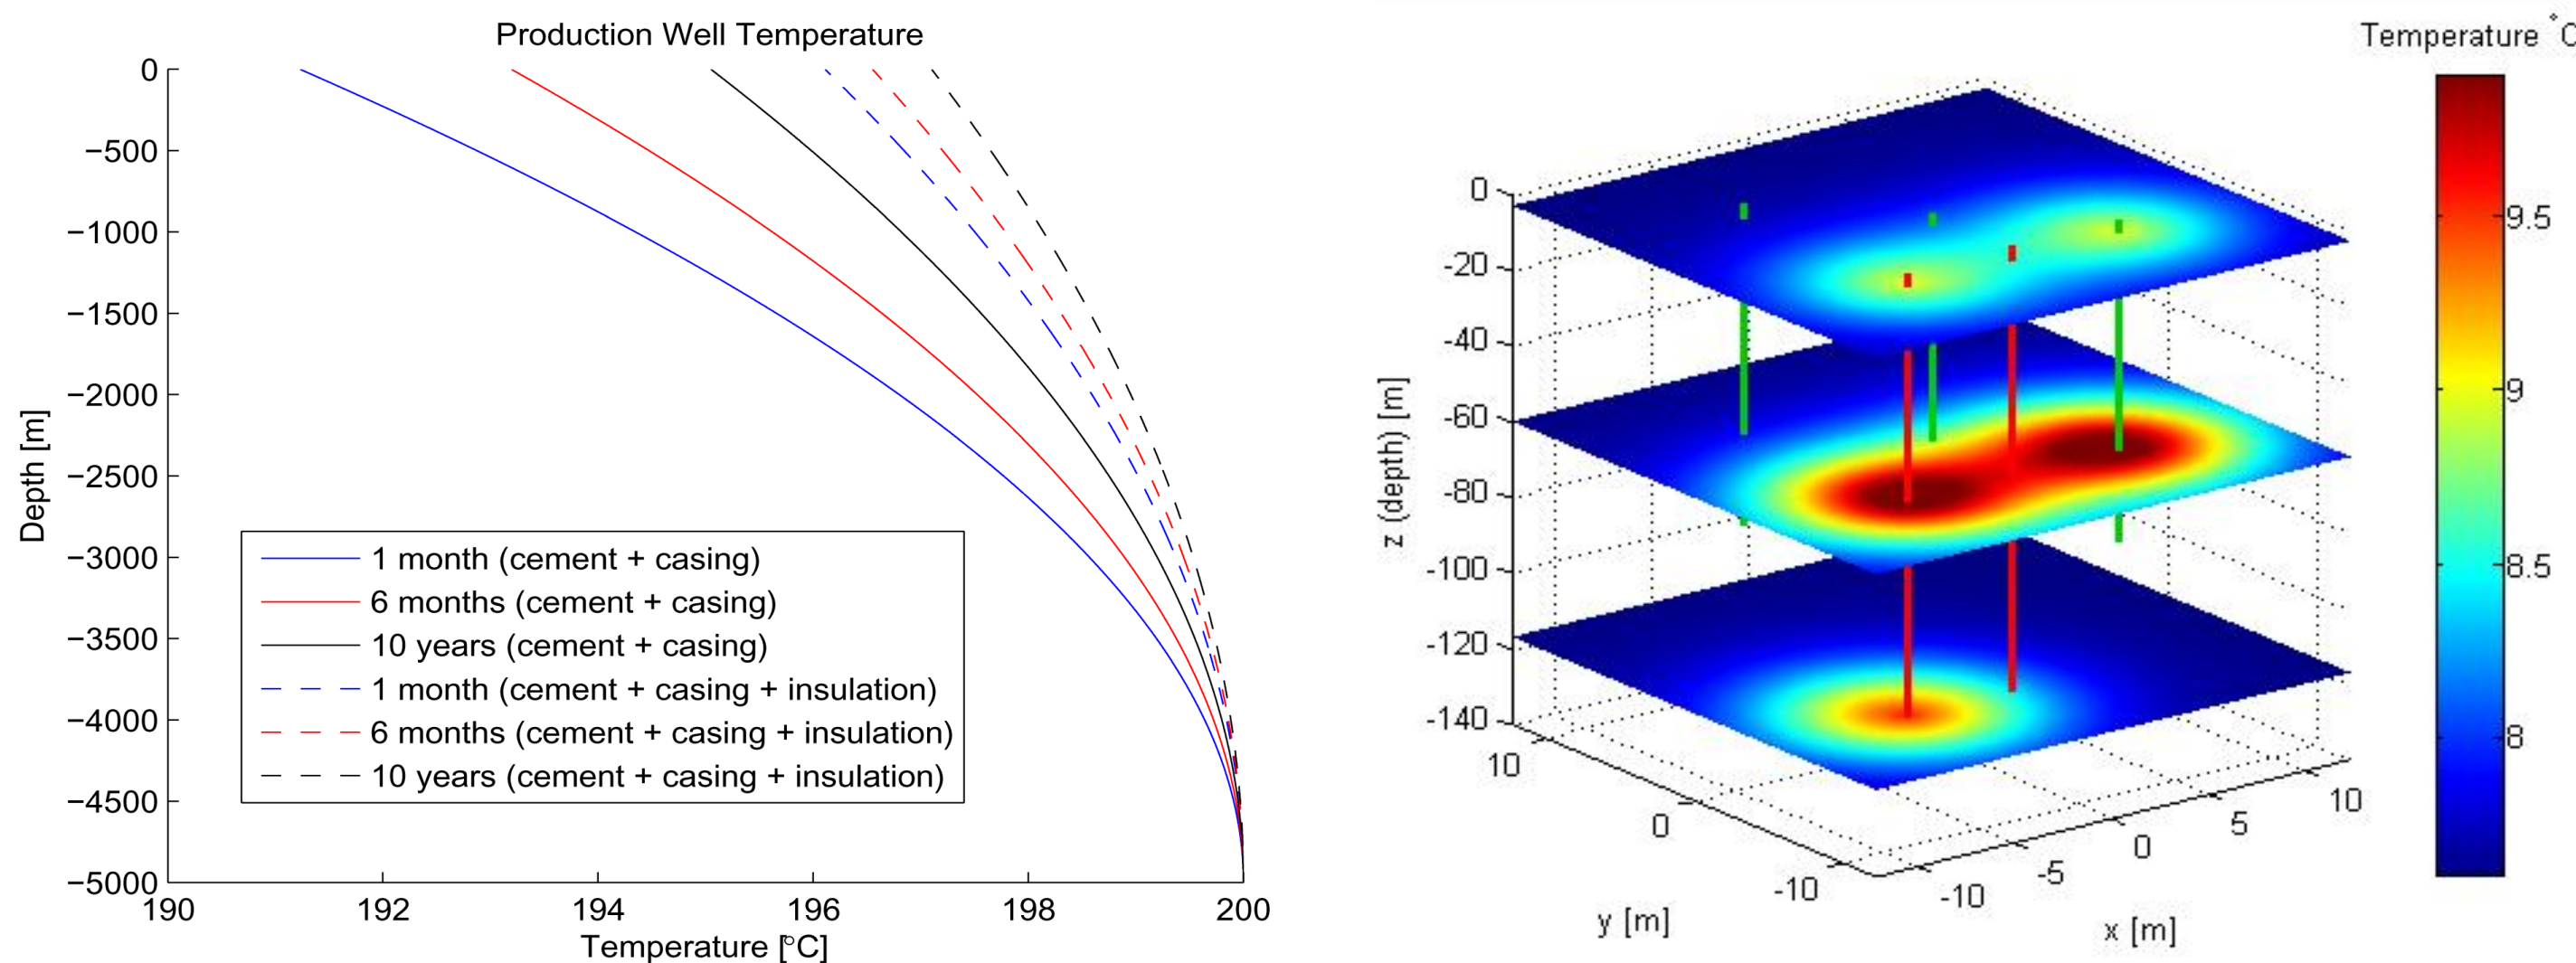 Production Well Temperature
0
−500
−1000
−1500
−2000
−2500
−3000
−3500
−4000
−4500
−5000
Depth [m]
1 month (cement + casing)
6 months (cement + casing)
10 years (cement + casing)
1 month (cement + casing + insulation)
6 months (cement + casing + insulation)
10 years (cement + casing + insulation)
190 192 194 196 198 200
Temperature [°C]
Temperature °C
0
-20
-40
-60
-80
-100
-120
-140
z (depth) [m]
10 0 -10
y [m]
-10 -5 0 5 10
x [m]
9.5
9
8.5
8